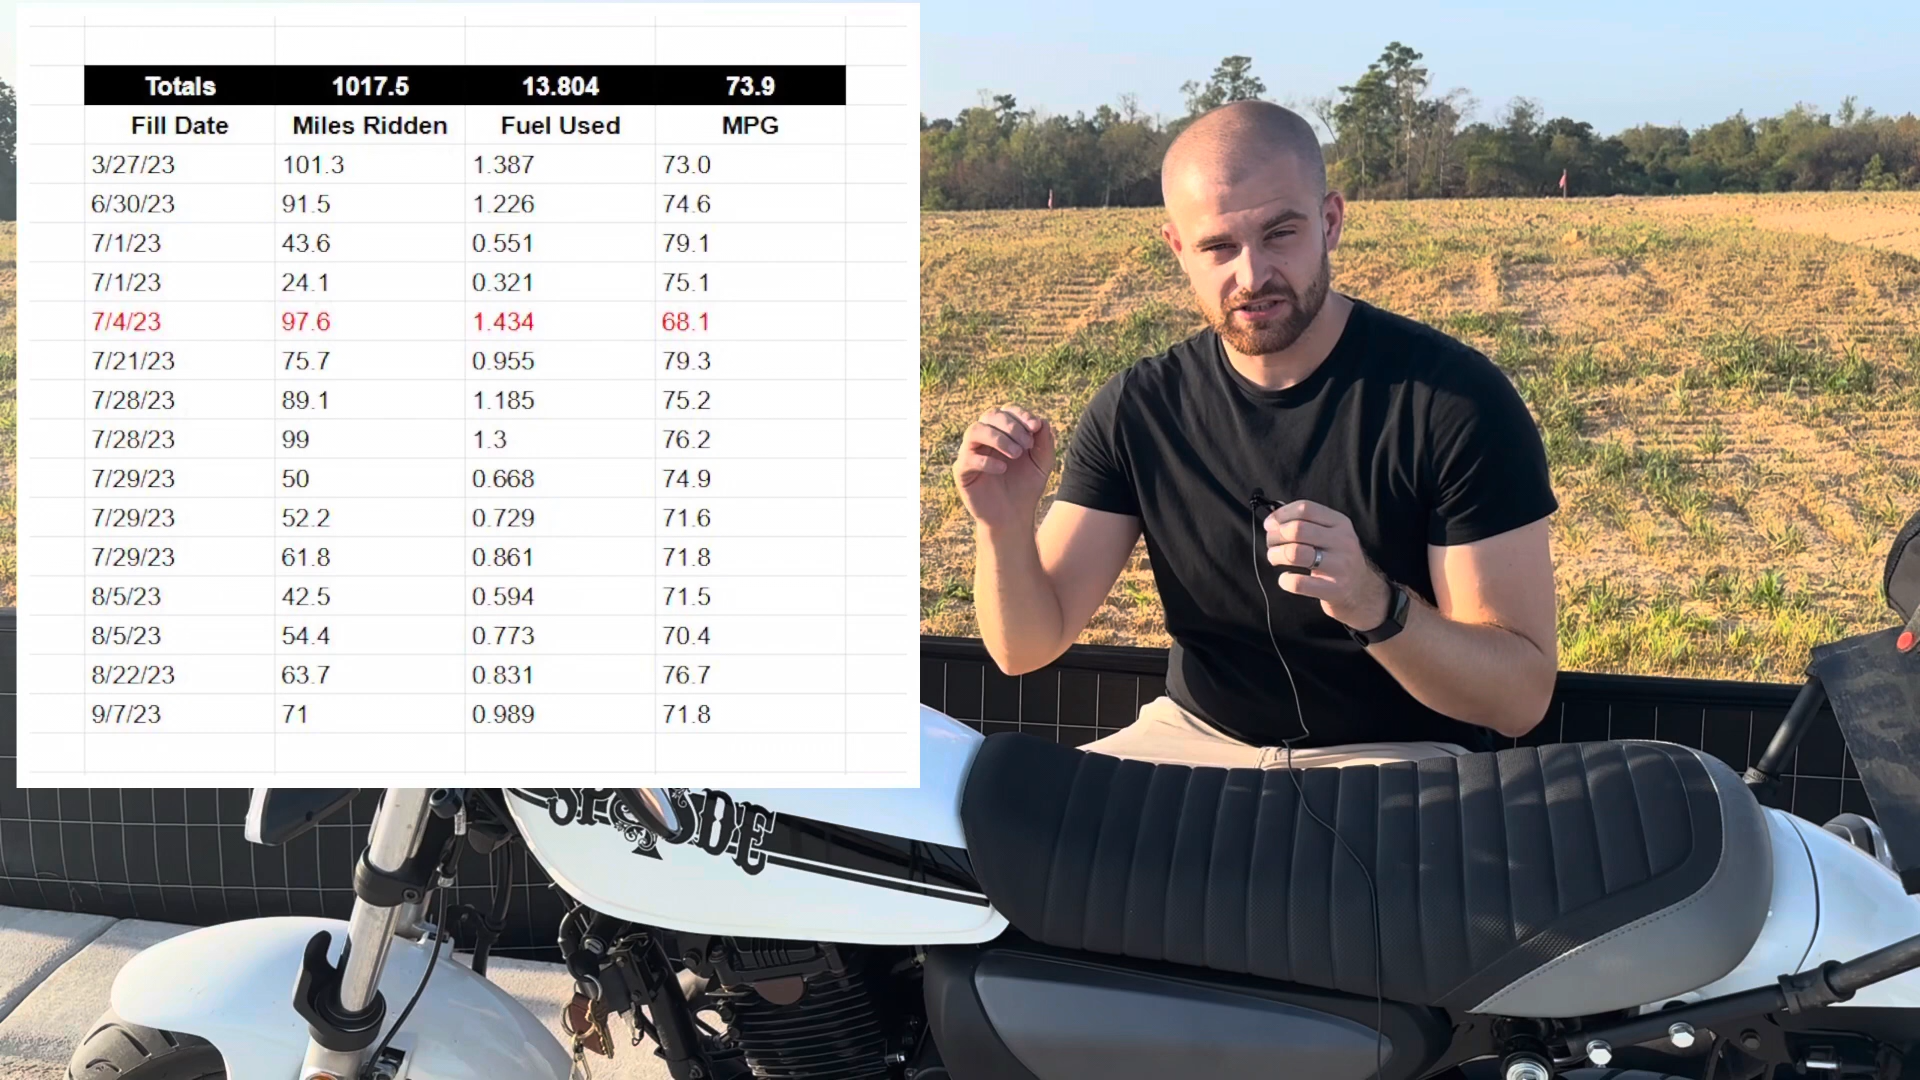 Totals 1017.5 13.804 73.9
Fill Date Miles Ridden Fuel Used MPG
3/27/23 101.3 1.387 73.0
6/30/23 91.5 1.226 74.6
7/1/23 43.6 0.551 79.1
7/1/23 24.1 0.321 75.1
7/4/23 97.6 1.434 68.1
7/21/23 75.7 0.955 79.3
7/28/23 89.1 1.185 75.2
7/28/23 99 1.3 76.2
7/29/23 50 0.668 74.9
7/29/23 52.2 0.729 71.6
7/29/23 61.8 0.861 71.8
8/5/23 42.5 0.594 71.5
8/5/23 54.4 0.773 70.4
8/22/23 63.7 0.831 76.7
9/7/23 71 0.989 71.8